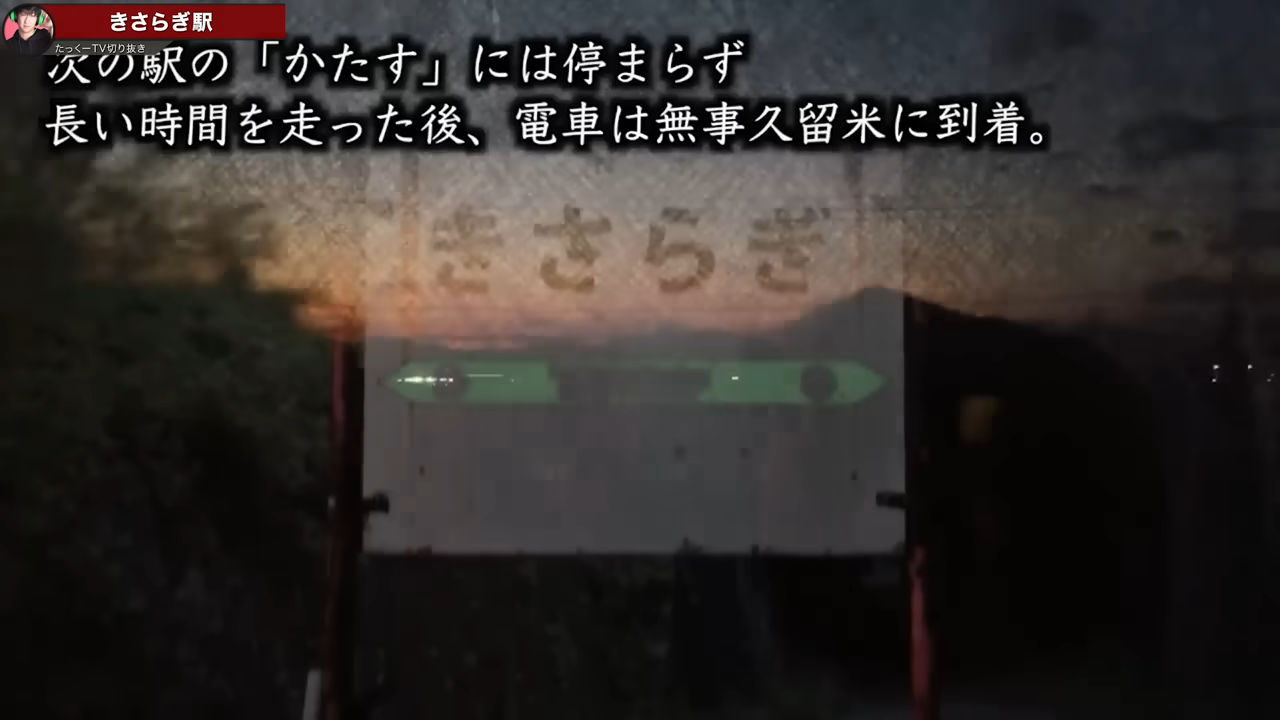 きさらぎ駅
たっくーTV切り抜き
次の駅の「かたす」には停まらず
長い時間を走った後、電車は無事久留米に到着。
きさらぎ